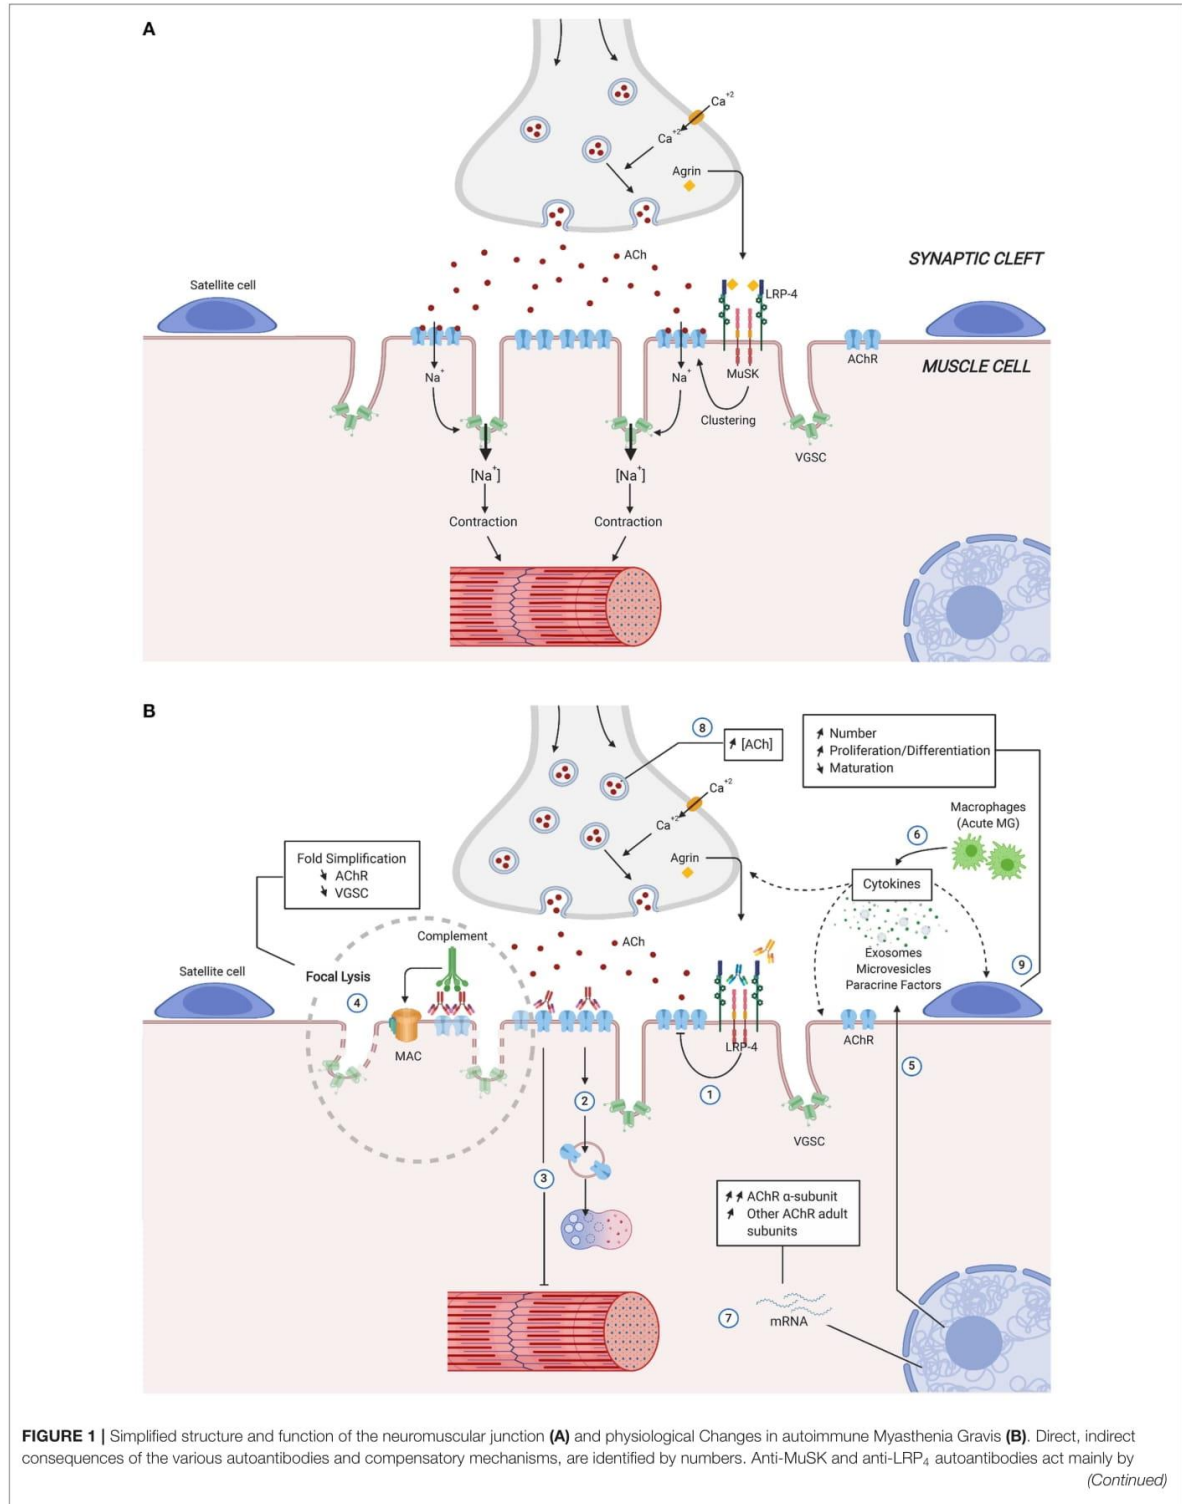 A
Ca+2
Ca+2
Agrin
ACh
SYNAPTIC CLEFT
Satellite cell
LRP-4
AChR
MUSCLE CELL
Na+
Na+
MuSK
Clustering
VGSC
[Na+]
[Na+]
Contraction
Contraction
B
8
[ACh]
Number
Proliferation/Differentiation
Maturation
Ca+2
Ca+2
Macrophages
(Acute MG)
6
Fold Simplification
AChR
VGSC
Agrin
Cytokines
Complement
ACh
Exosomes
Microvesicles
Paracrine Factors
9
Satellite cell
Focal Lysis
4
MAC
LRP-4
AChR
5
1
2
VGSC
3
AChR α-subunit
Other AChR adult
subunits
7
mRNA
FIGURE 1 | Simplified structure and function of the neuromuscular junction (A) and physiological Changes in autoimmune Myasthenia Gravis (B). Direct, indirect
consequences of the various autoantibodies and compensatory mechanisms, are identified by numbers. Anti-MuSK and anti-LRP4 autoantibodies act mainly by
(Continued)